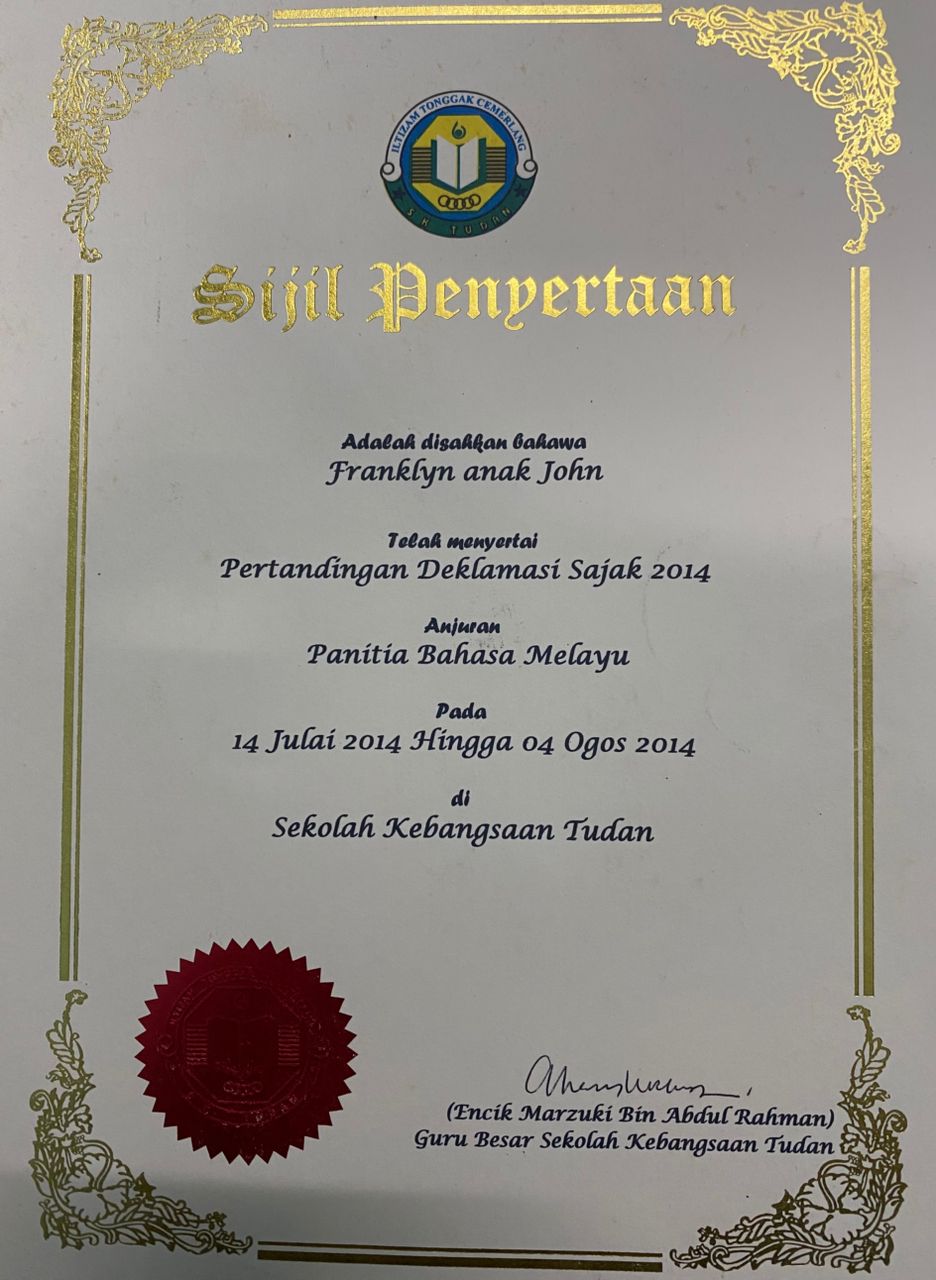 ILTIZAM TONGGAK CEMERLANG
SK TUDAN
Sijil Penyertaan
Adalah disahkan bahawa
Franklyn anak John
Telah menyertai
Pertandingan Deklamasi Sajak 2014
Anjuran
Panitia Bahasa Melayu
Pada
14 Julai 2014 Hingga 04 Ogos 2014
di
Sekolah Kebangsaan Tudan
(Encik Marzuki Bin Abdul Rahman)
Guru Besar Sekolah Kebangsaan Tudan